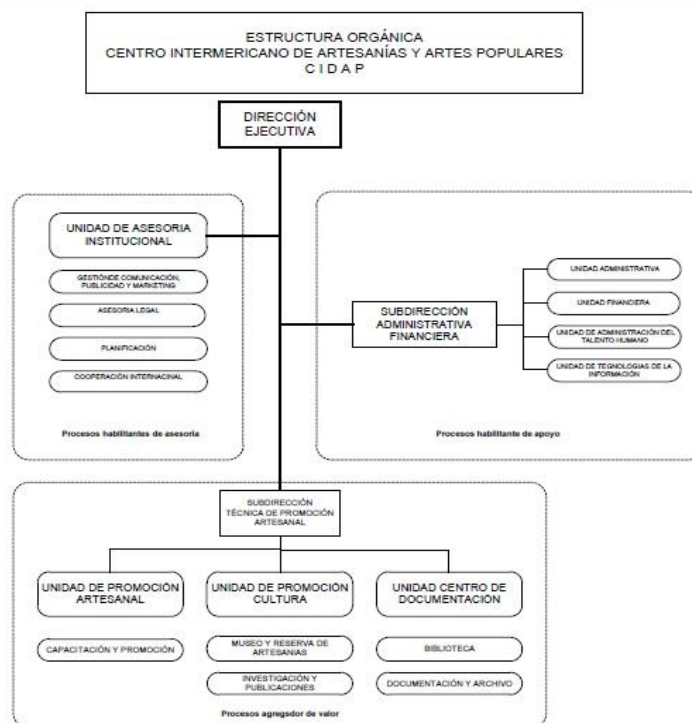 ESTRUCTURA ORGÁNICA
CENTRO INTERMERICANO DE ARTESANÍAS Y ARTES POPULARES
C I D A P
DIRECCIÓN
EJECUTIVA
UNIDAD DE ASESORIA
INSTITUCIONAL
GESTIÓNDE COMUNICACIÓN,
PUBLICIDAD Y MARKETING
ASESORIA LEGAL
PLANIFICACIÓN
COOPERACIÓN INTERNACINAL
Procesos habilitantes de asesoría
SUBDIRECCIÓN
ADMINISTRATIVA
FINANCIERA
UNIDAD ADMINISTRATIVA
UNIDAD FINANCIERA
UNIDAD DE ADMINISTRACIÓN DEL
TALENTO HUMANO
UNIDAD DE TEGNOLOGIAS DE LA
INFORMACIÓN
Procesos habilitante de apoyo
SUBDIRECCIÓN
TÉCNICA DE PROMOCIÓN
ARTESANAL
UNIDAD DE PROMOCIÓN
ARTESANAL
CAPACITACIÓN Y PROMOCIÓN
UNIDAD DE PROMOCIÓN
CULTURA
MUSEO Y RESERVA DE
ARTESANIAS
INVESTIGACIÓN Y
PUBLICACIONES
UNIDAD CENTRO DE
DOCUMENTACIÓN
BIBLIOTECA
DOCUMENTACIÓN Y ARCHIVO
Procesos agregsdor de valor